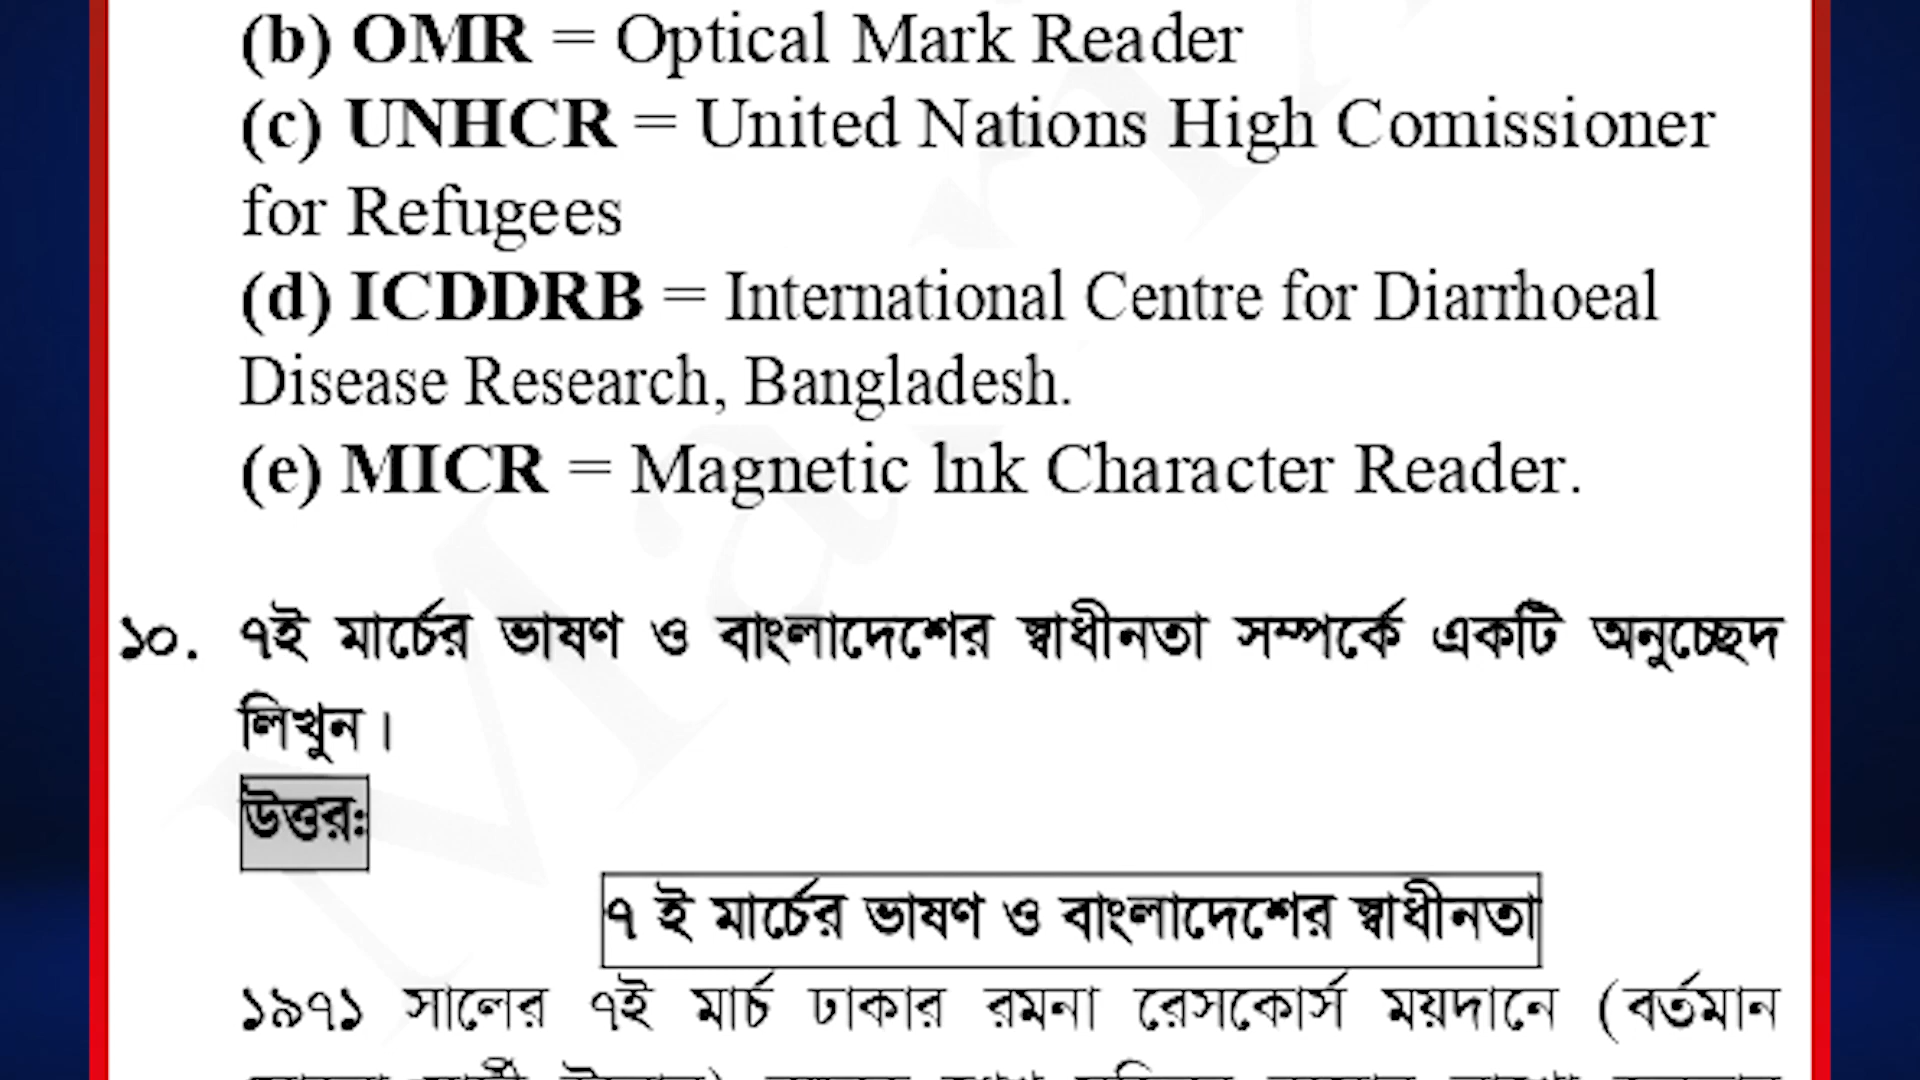 (b) OMR = Optical Mark Reader
(c) UNHCR = United Nations High Comissioner
for Refugees
(d) ICDDRB = International Centre for Diarrhoeal
Disease Research, Bangladesh.
(e) MICR = Magnetic Ink Character Reader.
১০. ৭ই মার্চের ভাষণ ও বাংলাদেশের স্বাধীনতা সম্পর্কে একটি অনুচ্ছেদ
লিখুন।
উত্তরঃ
৭ ই মার্চের ভাষণ ও বাংলাদেশের স্বাধীনতা
১৯৭১ সালের ৭ই মার্চ ঢাকার রমনা রেসকোর্স ময়দানে (বর্তমান